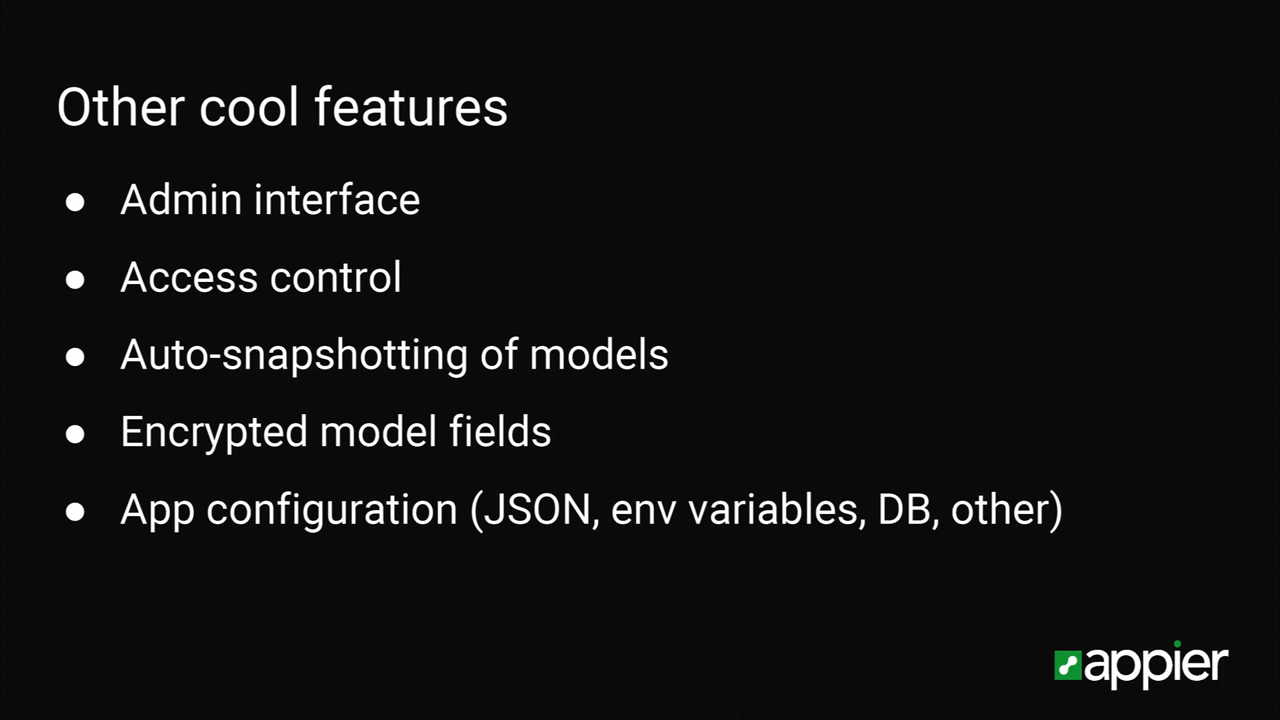 Other cool features
● Admin interface
● Access control
● Auto-snapshotting of models
● Encrypted model fields
● App configuration (JSON, env variables, DB, other)
appier